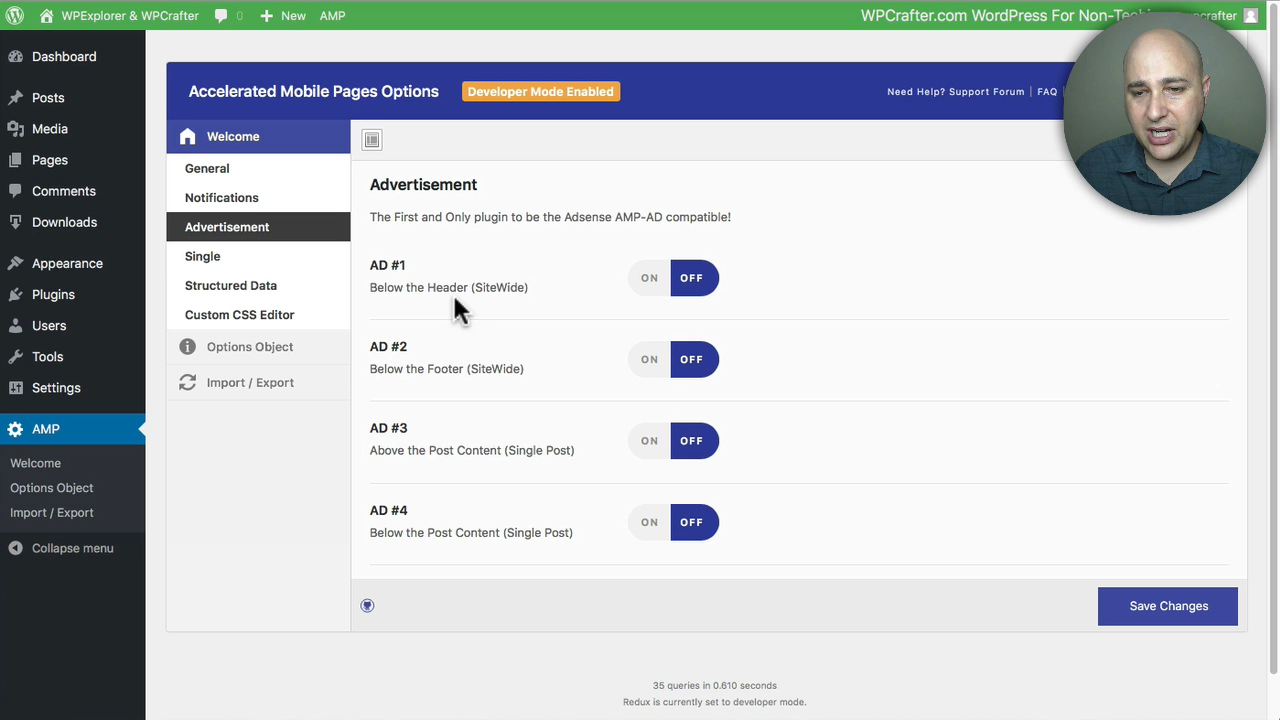 WPExplorer & WPCrafter 0 New AMP WPCrafter.com WordPress For Non-Tech crafter
Dashboard
Posts
Media
Pages
Comments
Downloads
Appearance
Plugins
Users
Tools
Settings
AMP
Welcome
Options Object
Import / Export
Collapse menu
Accelerated Mobile Pages Options Developer Mode Enabled
Need Help? Support Forum | FAQ |
Welcome
General
Notifications
Advertisement
Single
Structured Data
Custom CSS Editor
Options Object
Import / Export
Advertisement
The First and Only plugin to be the Adsense AMP-AD compatible!
AD #1
Below the Header (SiteWide)
ON OFF
AD #2
Below the Footer (SiteWide)
ON OFF
AD #3
Above the Post Content (Single Post)
ON OFF
AD #4
Below the Post Content (Single Post)
ON OFF
Save Changes
35 queries in 0.610 seconds
Redux is currently set to developer mode.